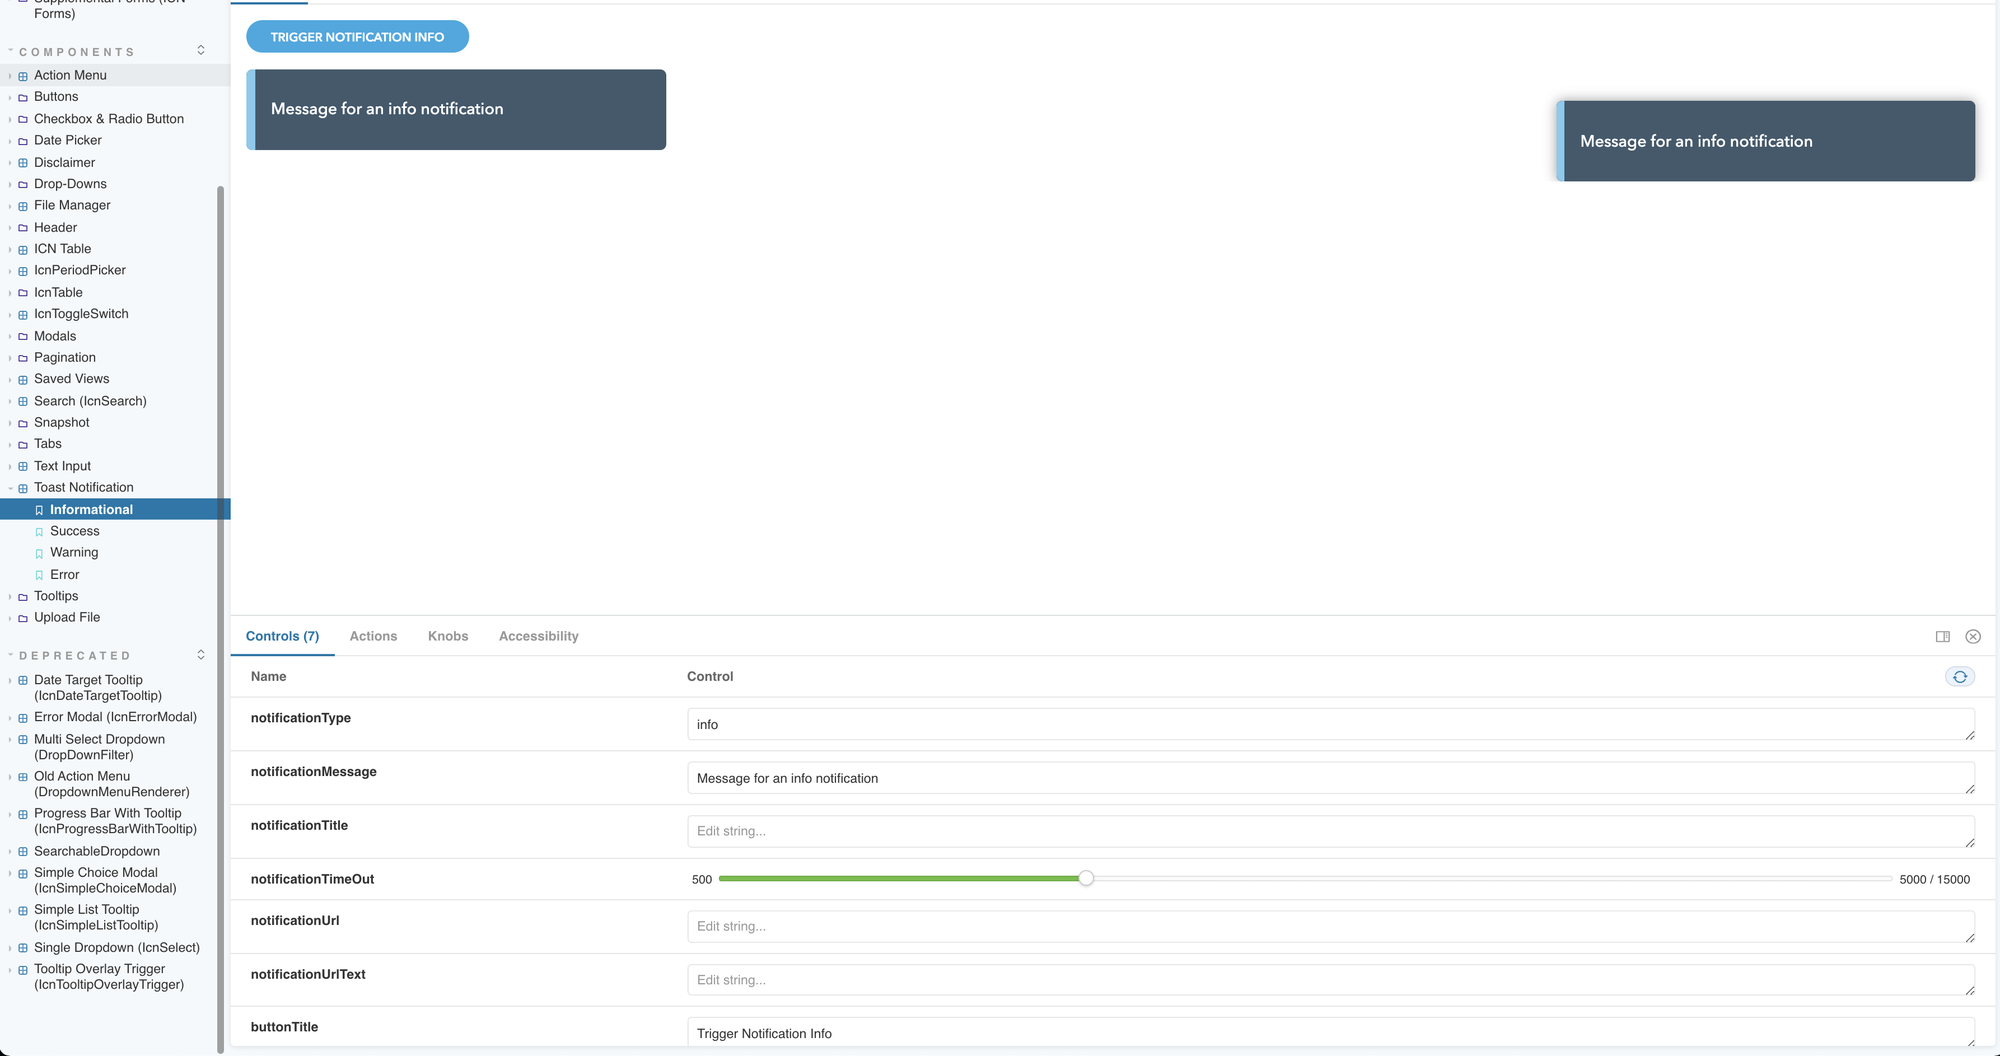 Supplemental Forms (ICN
Forms)
COMPONENTS
Action Menu
Buttons
Checkbox & Radio Button
Date Picker
Disclaimer
Drop-Downs
File Manager
Header
ICN Table
IcnPeriodPicker
IcnTable
IcnToggleSwitch
Modals
Pagination
Saved Views
Search (IcnSearch)
Snapshot
Tabs
Text Input
Toast Notification
Informational
Success
Warning
Error
Tooltips
Upload File
DEPRECATED
Date Target Tooltip
(IcnDateTargetTooltip)
Error Modal (IcnErrorModal)
Multi Select Dropdown
(DropDownFilter)
Old Action Menu
(DropdownMenuRenderer)
Progress Bar With Tooltip
(IcnProgressBarWithTooltip)
SearchableDropdown
Simple Choice Modal
(IcnSimpleChoiceModal)
Simple List Tooltip
(IcnSimpleListTooltip)
Single Dropdown (IcnSelect)
Tooltip Overlay Trigger
(IcnTooltipOverlayTrigger)
TRIGGER NOTIFICATION INFO
Message for an info notification
Message for an info notification
Controls (7) Actions Knobs Accessibility
Name Control
notificationType info
notificationMessage Message for an info notification
notificationTitle Edit string...
notificationTimeOut 500 5000 / 15000
notificationUrl Edit string...
notificationUrlText Edit string...
buttonTitle Trigger Notification Info